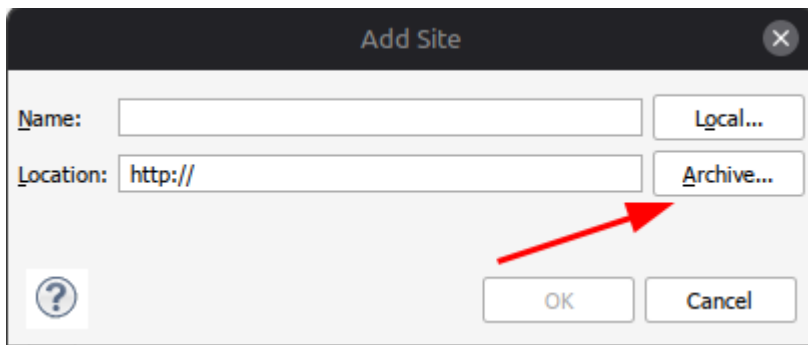 Add Site
Name:
Local...
Location: http://
Archive...
?
OK
Cancel